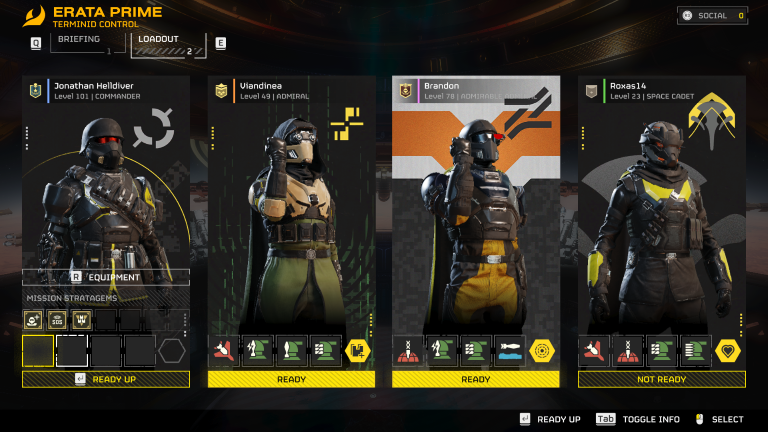 ERATA PRIME
TERMINID CONTROL
SOCIAL 0
Q BRIEFING 1 LOADOUT 2 E
Jonathan Helldiver
Level 101 | COMMANDER
Viandinea
Level 49 | ADMIRAL
Brandon
Level 78 | ADMIRABLE ADMIRAL
Roxas14
Level 23 | SPACE CADET
R EQUIPMENT
MISSION STRATAGEMS
SOS
READY UP
READY
READY
NOT READY
READY UP Tab TOGGLE INFO SELECT